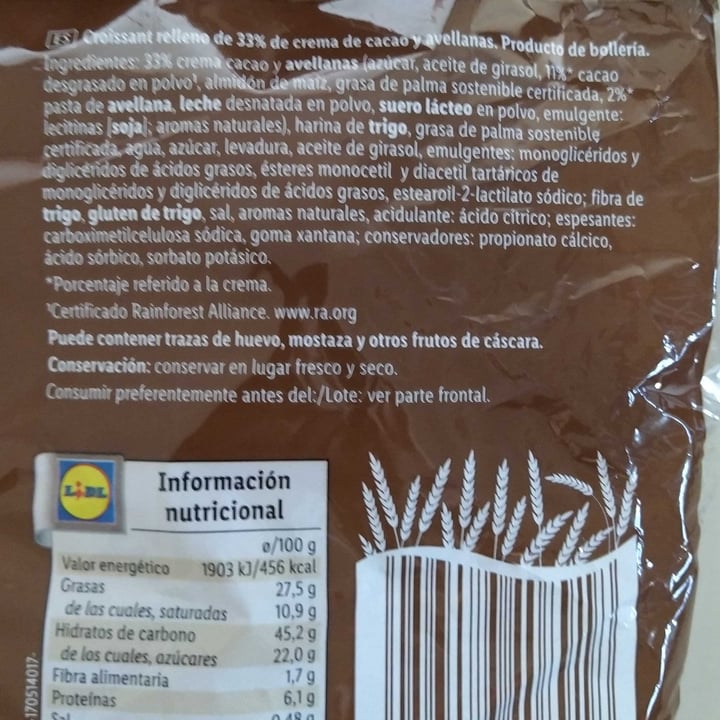 ES Croissant relleno de 33% de crema de cacao y avellanas. Producto de bollería.
Ingredientes: 33% crema cacao y avellanas (azúcar, aceite de girasol, 11%* cacao
desgrasado en polvo¹, almidón de maíz, grasa de palma sostenible certificada, 2%*
pasta de avellana, leche desnatada en polvo, suero lácteo en polvo, emulgente:
lecitinas [soja]; aromas naturales), harina de trigo, grasa de palma sostenible
certificada, agua, azúcar, levadura, aceite de girasol, emulgentes: monoglicéridos y
diglicéridos de ácidos grasos, ésteres monocetil y diacetil tartáricos de
monoglicéridos y diglicéridos de ácidos grasos, estearoil-2-lactilato sódico; fibra de
trigo, gluten de trigo, sal, aromas naturales, acidulante: ácido cítrico; espesantes:
carboximetilcelulosa sódica, goma xantana; conservadores: propionato cálcico,
ácido sórbico, sorbato potásico.
*Porcentaje referido a la crema.
¹Certificado Rainforest Alliance. www.ra.org
Puede contener trazas de huevo, mostaza y otros frutos de cáscara.
Conservación: conservar en lugar fresco y seco.
Consumir preferentemente antes del:/Lote: ver parte frontal.
LIDL
Información
nutricional
ø/100 g
Valor energético 1903 kJ/456 kcal
Grasas 27,5 g
de las cuales, saturadas 10,9 g
Hidratos de carbono 45,2 g
de los cuales, azúcares 22,0 g
Fibra alimentaria 1,7 g
Proteínas 6,1 g
Sal 0,48 g
170514017-